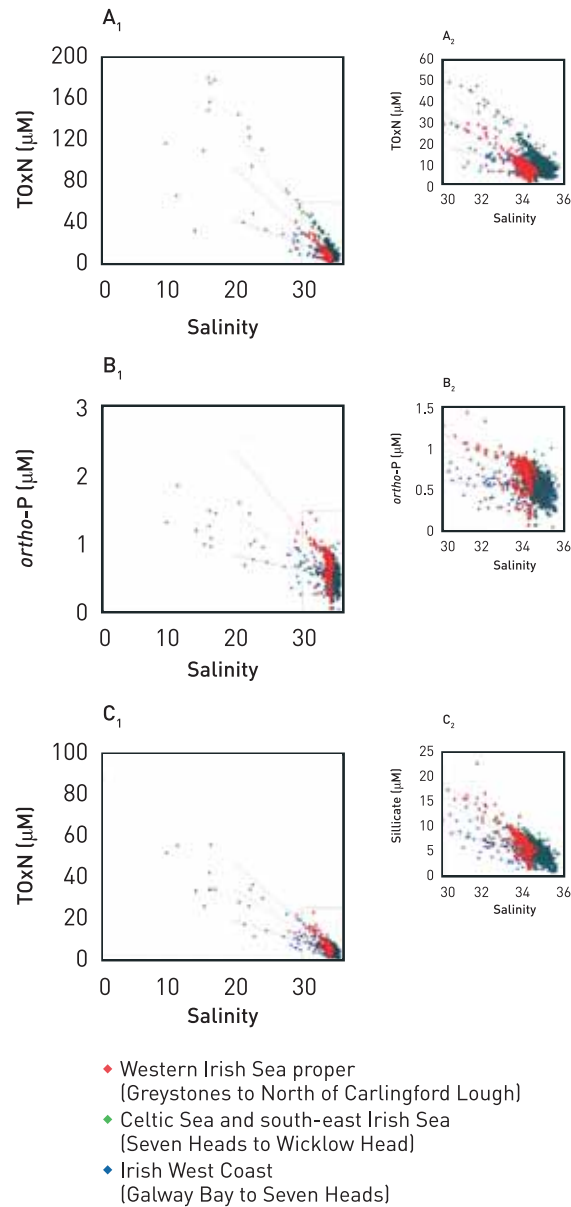 A1
200
160
120
80
40
0
TOxN (µM)
0 10 20 30
Salinity
A2
60
50
40
30
20
10
0
TOxN (µM)
30 32 34 36
Salinity
B1
3
2
1
0
ortho-P (µM)
0 10 20 30
Salinity
B2
1.5
1
0.5
0
ortho-P (µM)
30 32 34 36
Salinity
C1
100
80
60
40
20
0
TOxN (µM)
0 10 20 30
Salinity
C2
25
20
15
10
5
0
Sillicate (µM)
30 32 34 36
Salinity
Western Irish Sea proper
(Greystones to North of Carlingford Lough)
Celtic Sea and south-east Irish Sea
(Seven Heads to Wicklow Head)
Irish West Coast
(Galway Bay to Seven Heads)